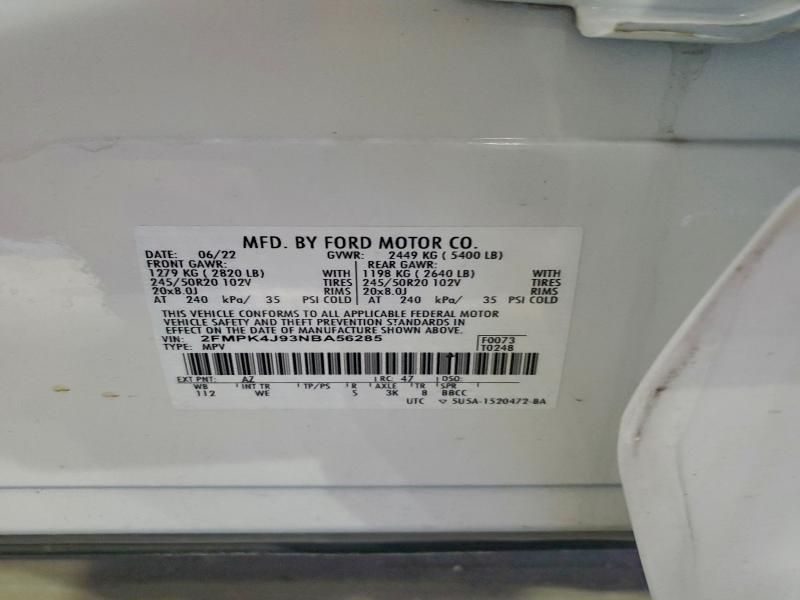 MFD. BY FORD MOTOR CO.
DATE: 06/22 GVWR: 2449 KG ( 5400 LB)
FRONT GAWR: REAR GAWR:
1279 KG ( 2820 LB) WITH 1198 KG ( 2640 LB) WITH
245/50R20 102V TIRES 245/50R20 102V TIRES
20x8.0J RIMS 20x8.0J RIMS
AT 240 kPa/ 35 PSI COLD AT 240 kPa/ 35 PSI COLD
THIS VEHICLE CONFORMS TO ALL APPLICABLE FEDERAL MOTOR
VEHICLE SAFETY AND THEFT PREVENTION STANDARDS IN
EFFECT ON THE DATE OF MANUFACTURE SHOWN ABOVE.
VIN: 2FMPK4J93NBA56285 F0073
TYPE: MPV T0248
EXT PNT: AZ RC: 47 DSO:
WB INT TR TP/PS R AXLE TR SPR
112 WE 5 3K 8 BBCC
UTC ▽ 5U5A-1520472-BA